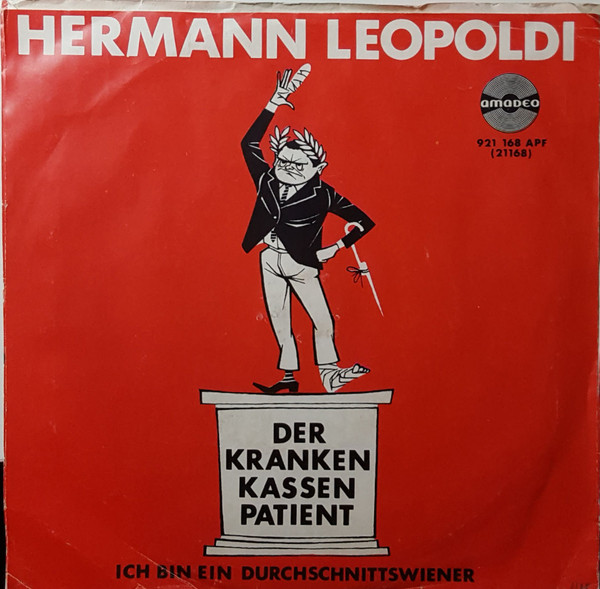 HERMANN LEOPOLDI
amadeo
921 168 APF
(21168)
DER
KRANKEN
KASSEN
PATIENT
ICH BIN EIN DURCHSCHNITTSWIENER